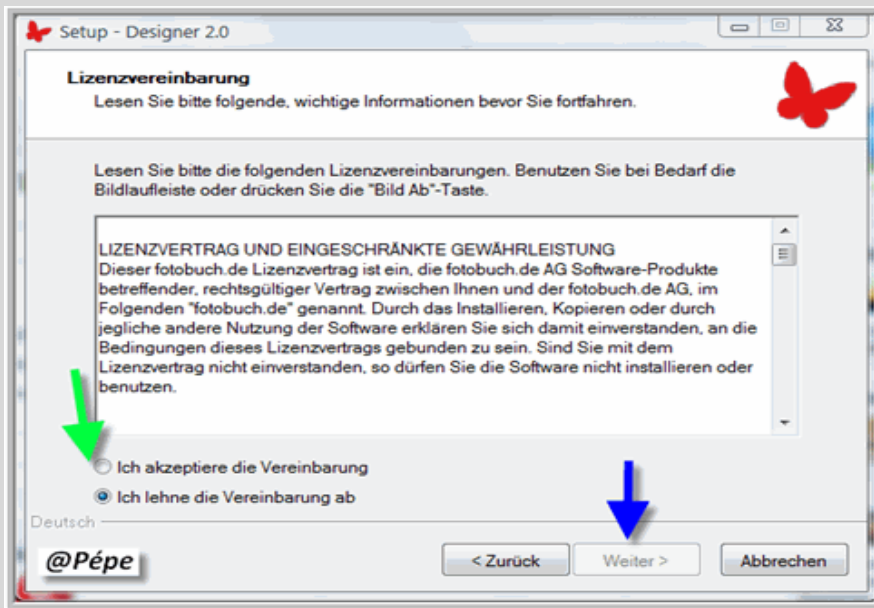 Setup - Designer 2.0
Lizenzvereinbarung
Lesen Sie bitte folgende, wichtige Informationen bevor Sie fortfahren.
Lesen Sie bitte die folgenden Lizenzvereinbarungen. Benutzen Sie bei Bedarf die
Bildlaufleiste oder drücken Sie die "Bild Ab"-Taste.
LIZENZVERTRAG UND EINGESCHRÄNKTE GEWÄHRLEISTUNG
Dieser fotobuch.de Lizenzvertrag ist ein, die fotobuch.de AG Software-Produkte
betreffender, rechtsgültiger Vertrag zwischen Ihnen und der fotobuch.de AG, im
Folgenden "fotobuch.de" genannt. Durch das Installieren, Kopieren oder durch
jegliche andere Nutzung der Software erklären Sie sich damit einverstanden, an die
Bedingungen dieses Lizenzvertrags gebunden zu sein. Sind Sie mit dem
Lizenzvertrag nicht einverstanden, so dürfen Sie die Software nicht installieren oder
benutzen.
Ich akzeptiere die Vereinbarung
Ich lehne die Vereinbarung ab
Deutsch
@Pépe
< Zurück
Weiter >
Abbrechen